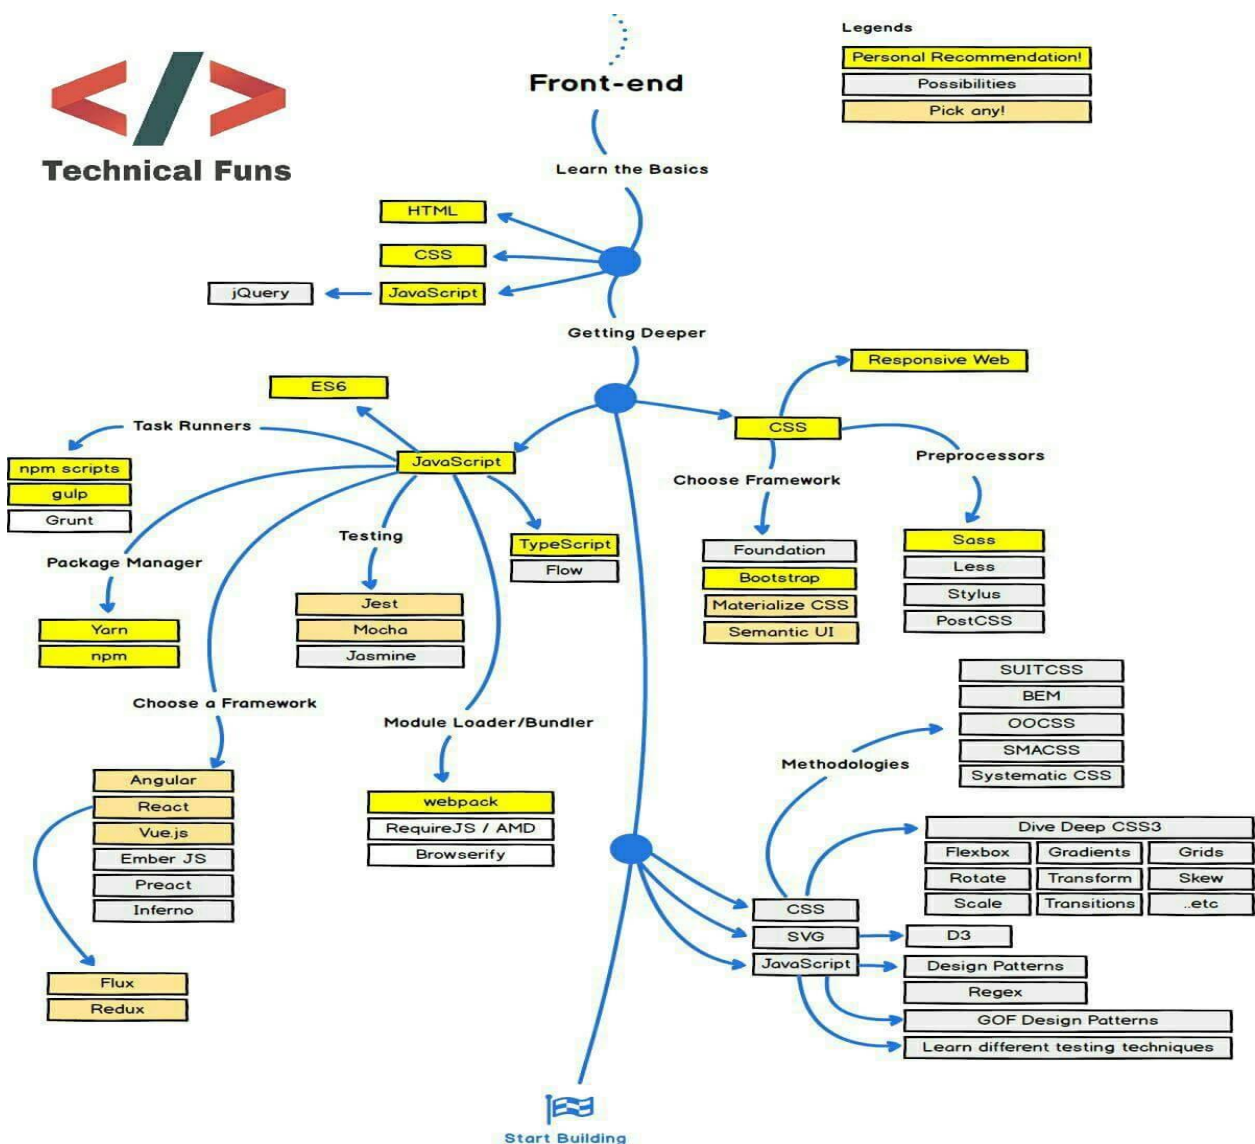 Legends
Personal Recommendation!
Possibilities
Pick any!
Front-end
Technical Funs
Learn the Basics
HTML
CSS
jQuery
JavaScript
Getting Deeper
Responsive Web
ES6
Task Runners
CSS
npm scripts
gulp
Grunt
JavaScript
Preprocessors
Choose Framework
Testing
TypeScript
Flow
Package Manager
Foundation
Bootstrap
Materialize CSS
Semantic UI
Sass
Less
Stylus
PostCSS
Yarn
npm
Jest
Mocha
Jasmine
Choose a Framework
Module Loader/Bundler
SUITCSS
BEM
OOCSS
SMACSS
Systematic CSS
Methodologies
Angular
React
Vue.js
Ember JS
Preact
Inferno
webpack
RequireJS / AMD
Browserify
Dive Deep CSS3
Flexbox Gradients Grids
Rotate Transform Skew
Scale Transitions ..etc
CSS
SVG
JavaScript
D3
Design Patterns
Regex
GOF Design Patterns
Learn different testing techniques
Flux
Redux
Start Building